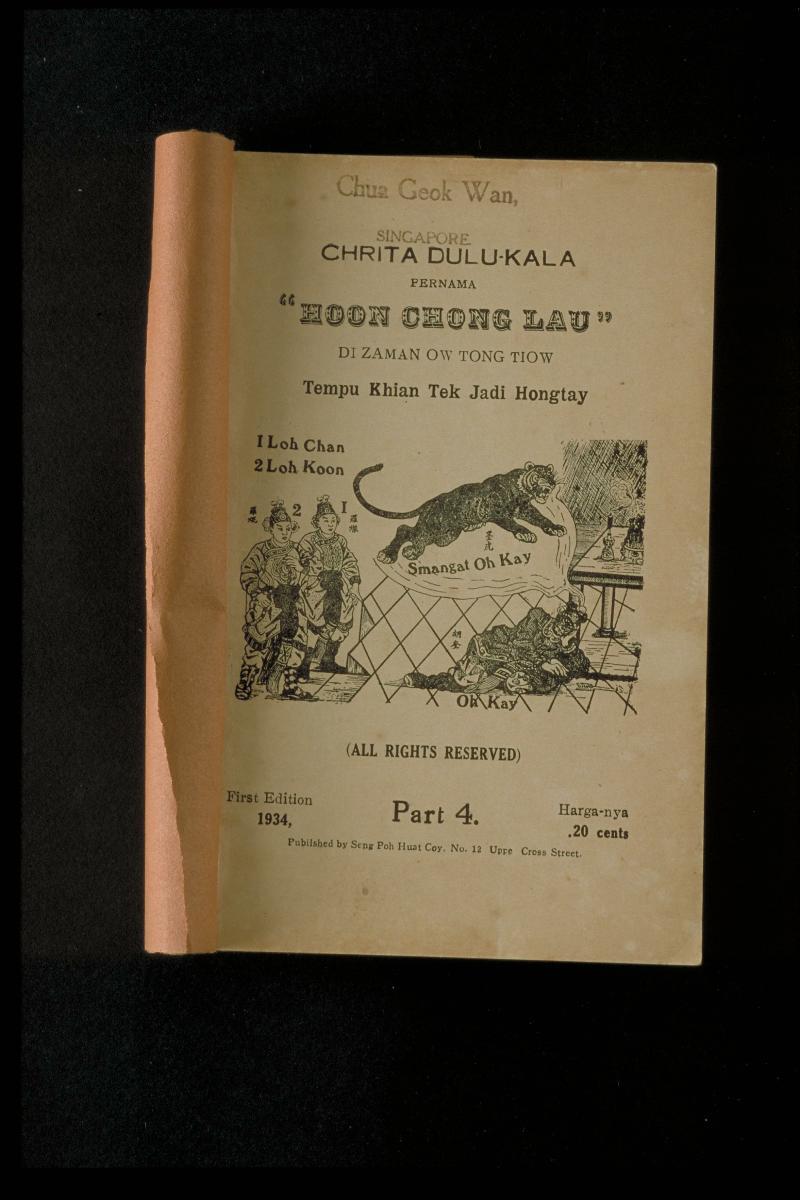 Chua Geok Wan,
SINGAPORE
CHRITA DULU-KALA
PERNAMA
"HOON CHONG LAU"
DI ZAMAN OW TONG TIOW
Tempu Khian Tek Jadi Hongtay
1 Loh Chan
2 Loh Koon
2
1
Smangat Oh Kay
Oh Kay
(ALL RIGHTS RESERVED)
First Edition
1934,
Part 4.
Harga-nya
.20 cents
Published by Seng Poh Huat Coy. No. 12 Uppe Cross Street.